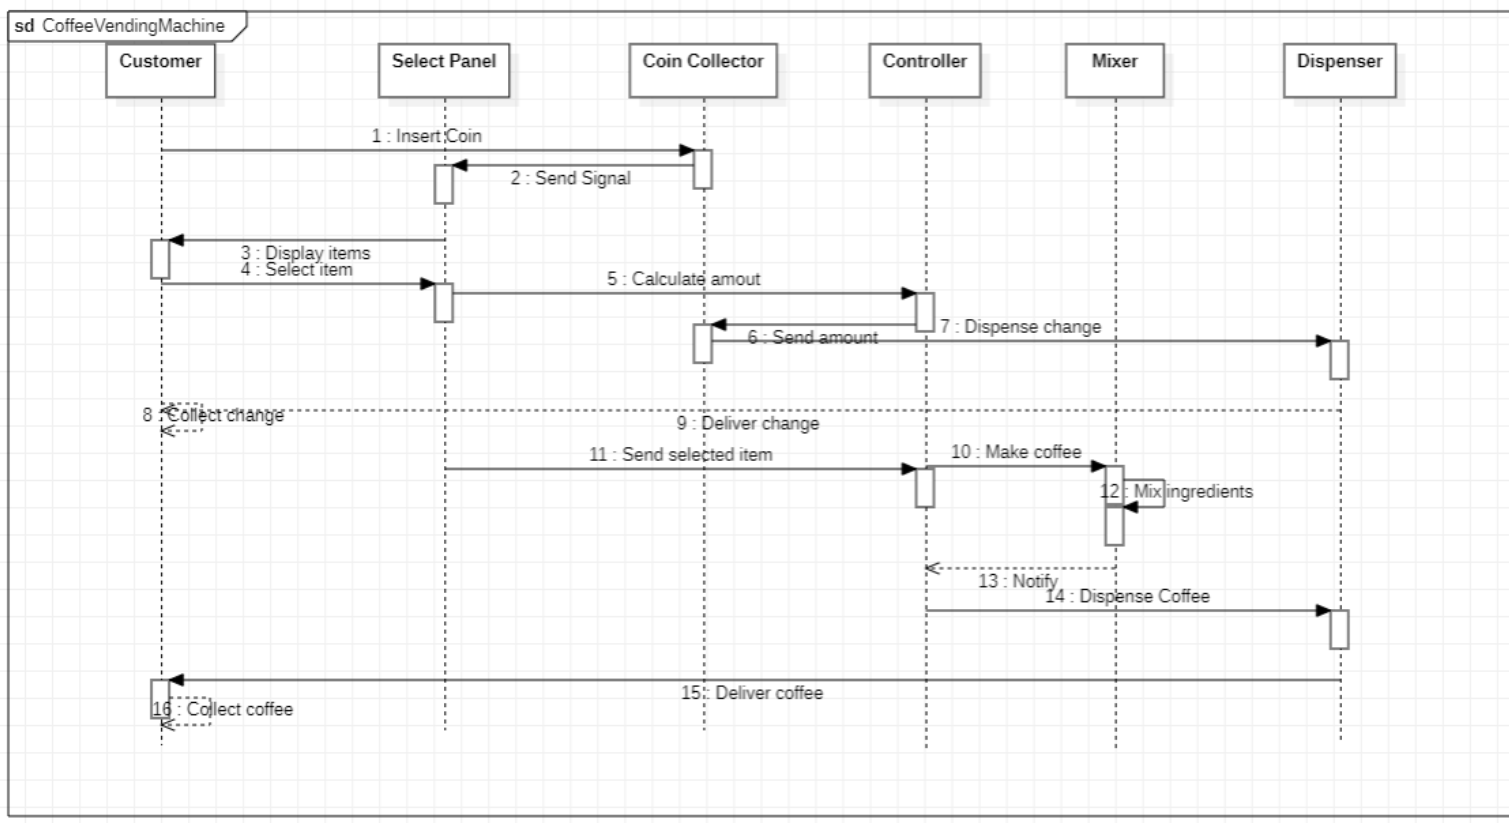 sd CoffeeVendingMachine
Customer
Select Panel
Coin Collector
Controller
Mixer
Dispenser
1 : Insert Coin
2 : Send Signal
3 : Display items
4 : Select item
5 : Calculate amout
6 : Send amount
7 : Dispense change
8 : Collect change
9 : Deliver change
10 : Make coffee
11 : Send selected item
12 : Mix ingredients
13 : Notify
14 : Dispense Coffee
15 : Deliver coffee
16 : Collect coffee